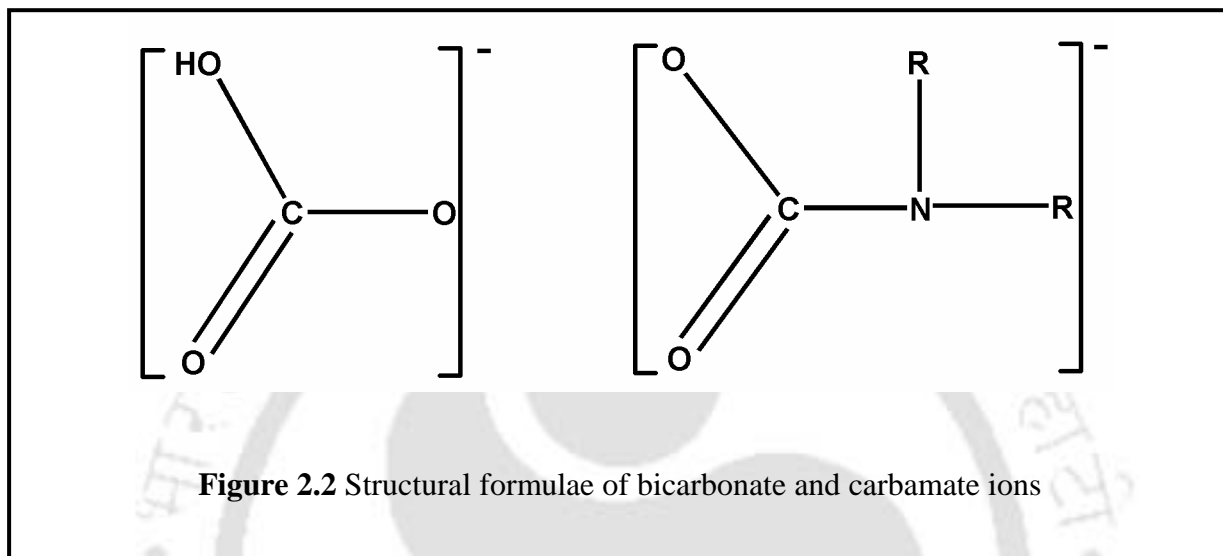 HO O R
C O C N R
O O
Figure 2.2 Structural formulae of bicarbonate and carbamate ions